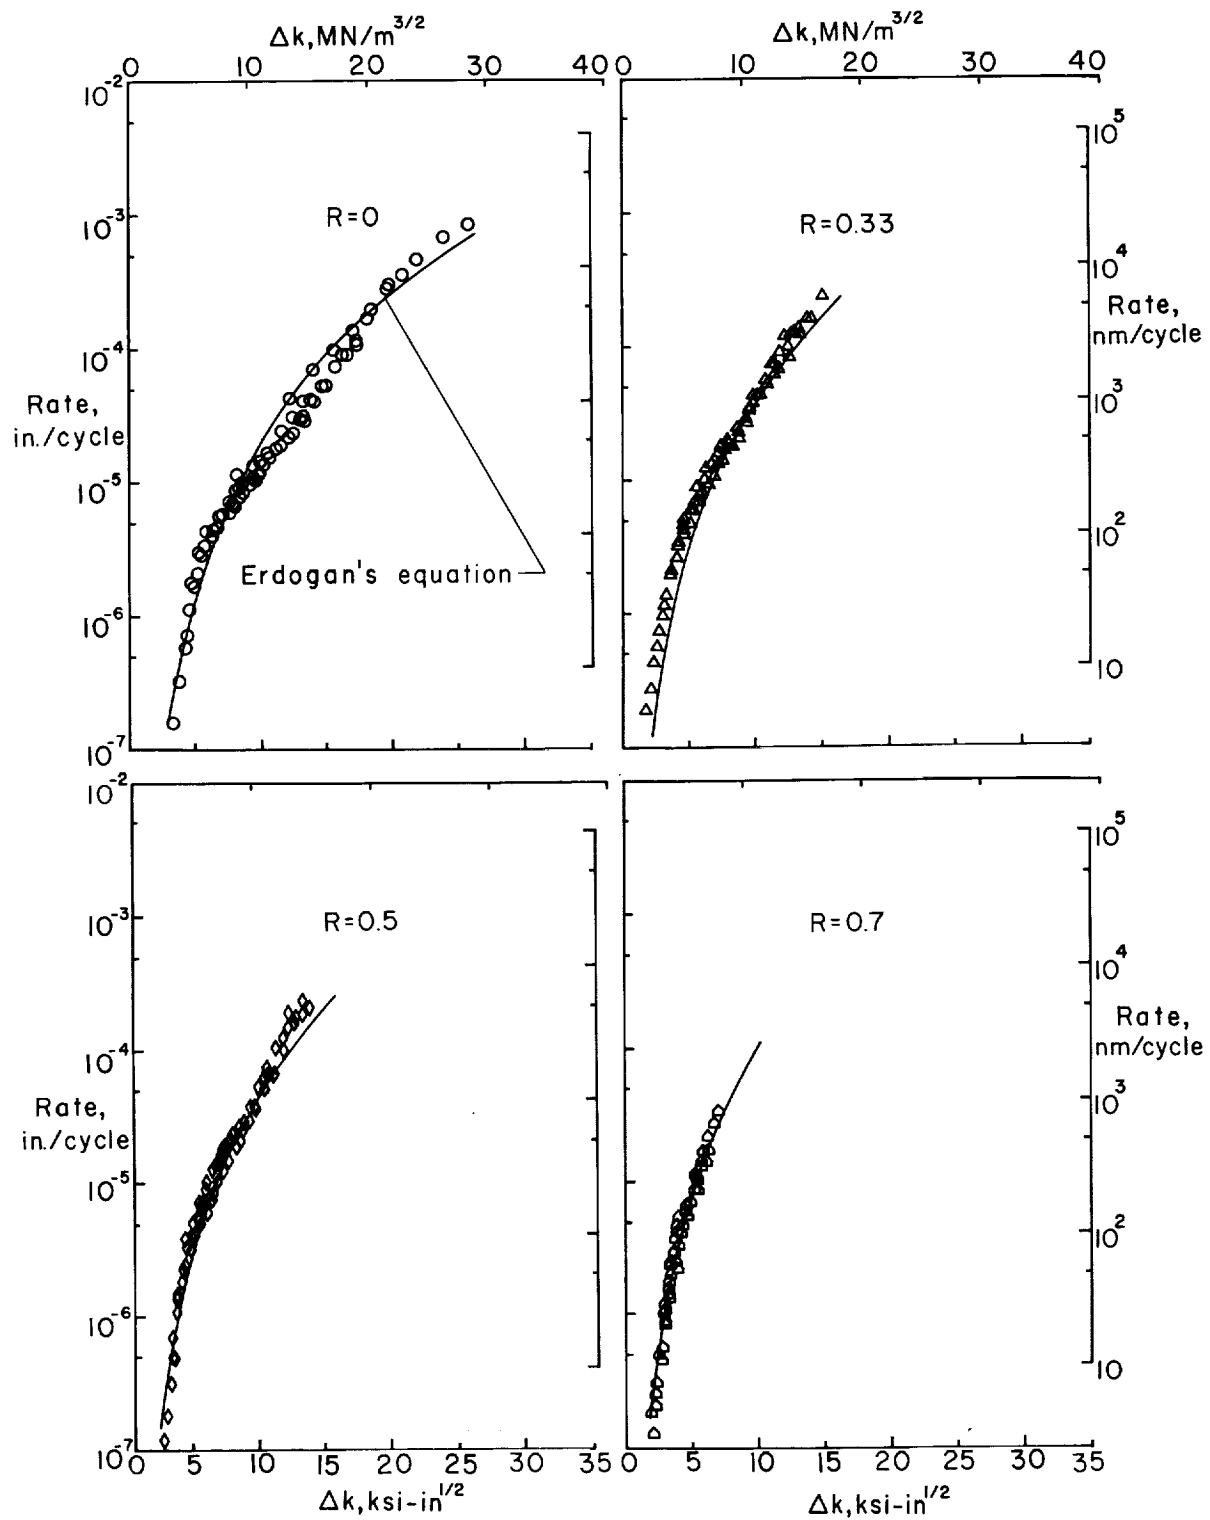 Δk, MN/m^3/2
Δk, MN/m^3/2
0 10 20 30 40
0 10 20 30 40
10^-2
10^-3
10^-4
10^-5
10^-6
10^-7
Rate,
in./cycle
R=0
Erdogan's equation
R=0.33
10^5
10^4
10^3
10^2
10
Rate,
nm/cycle
10^-2
10^-3
10^-4
10^-5
10^-6
10^-7
Rate,
in./cycle
R=0.5
R=0.7
10^5
10^4
10^3
10^2
10
Rate,
nm/cycle
0 5 10 15 20 25 30 35
0 5 10 15 20 25 30 35
Δk, ksi-in^1/2
Δk, ksi-in^1/2